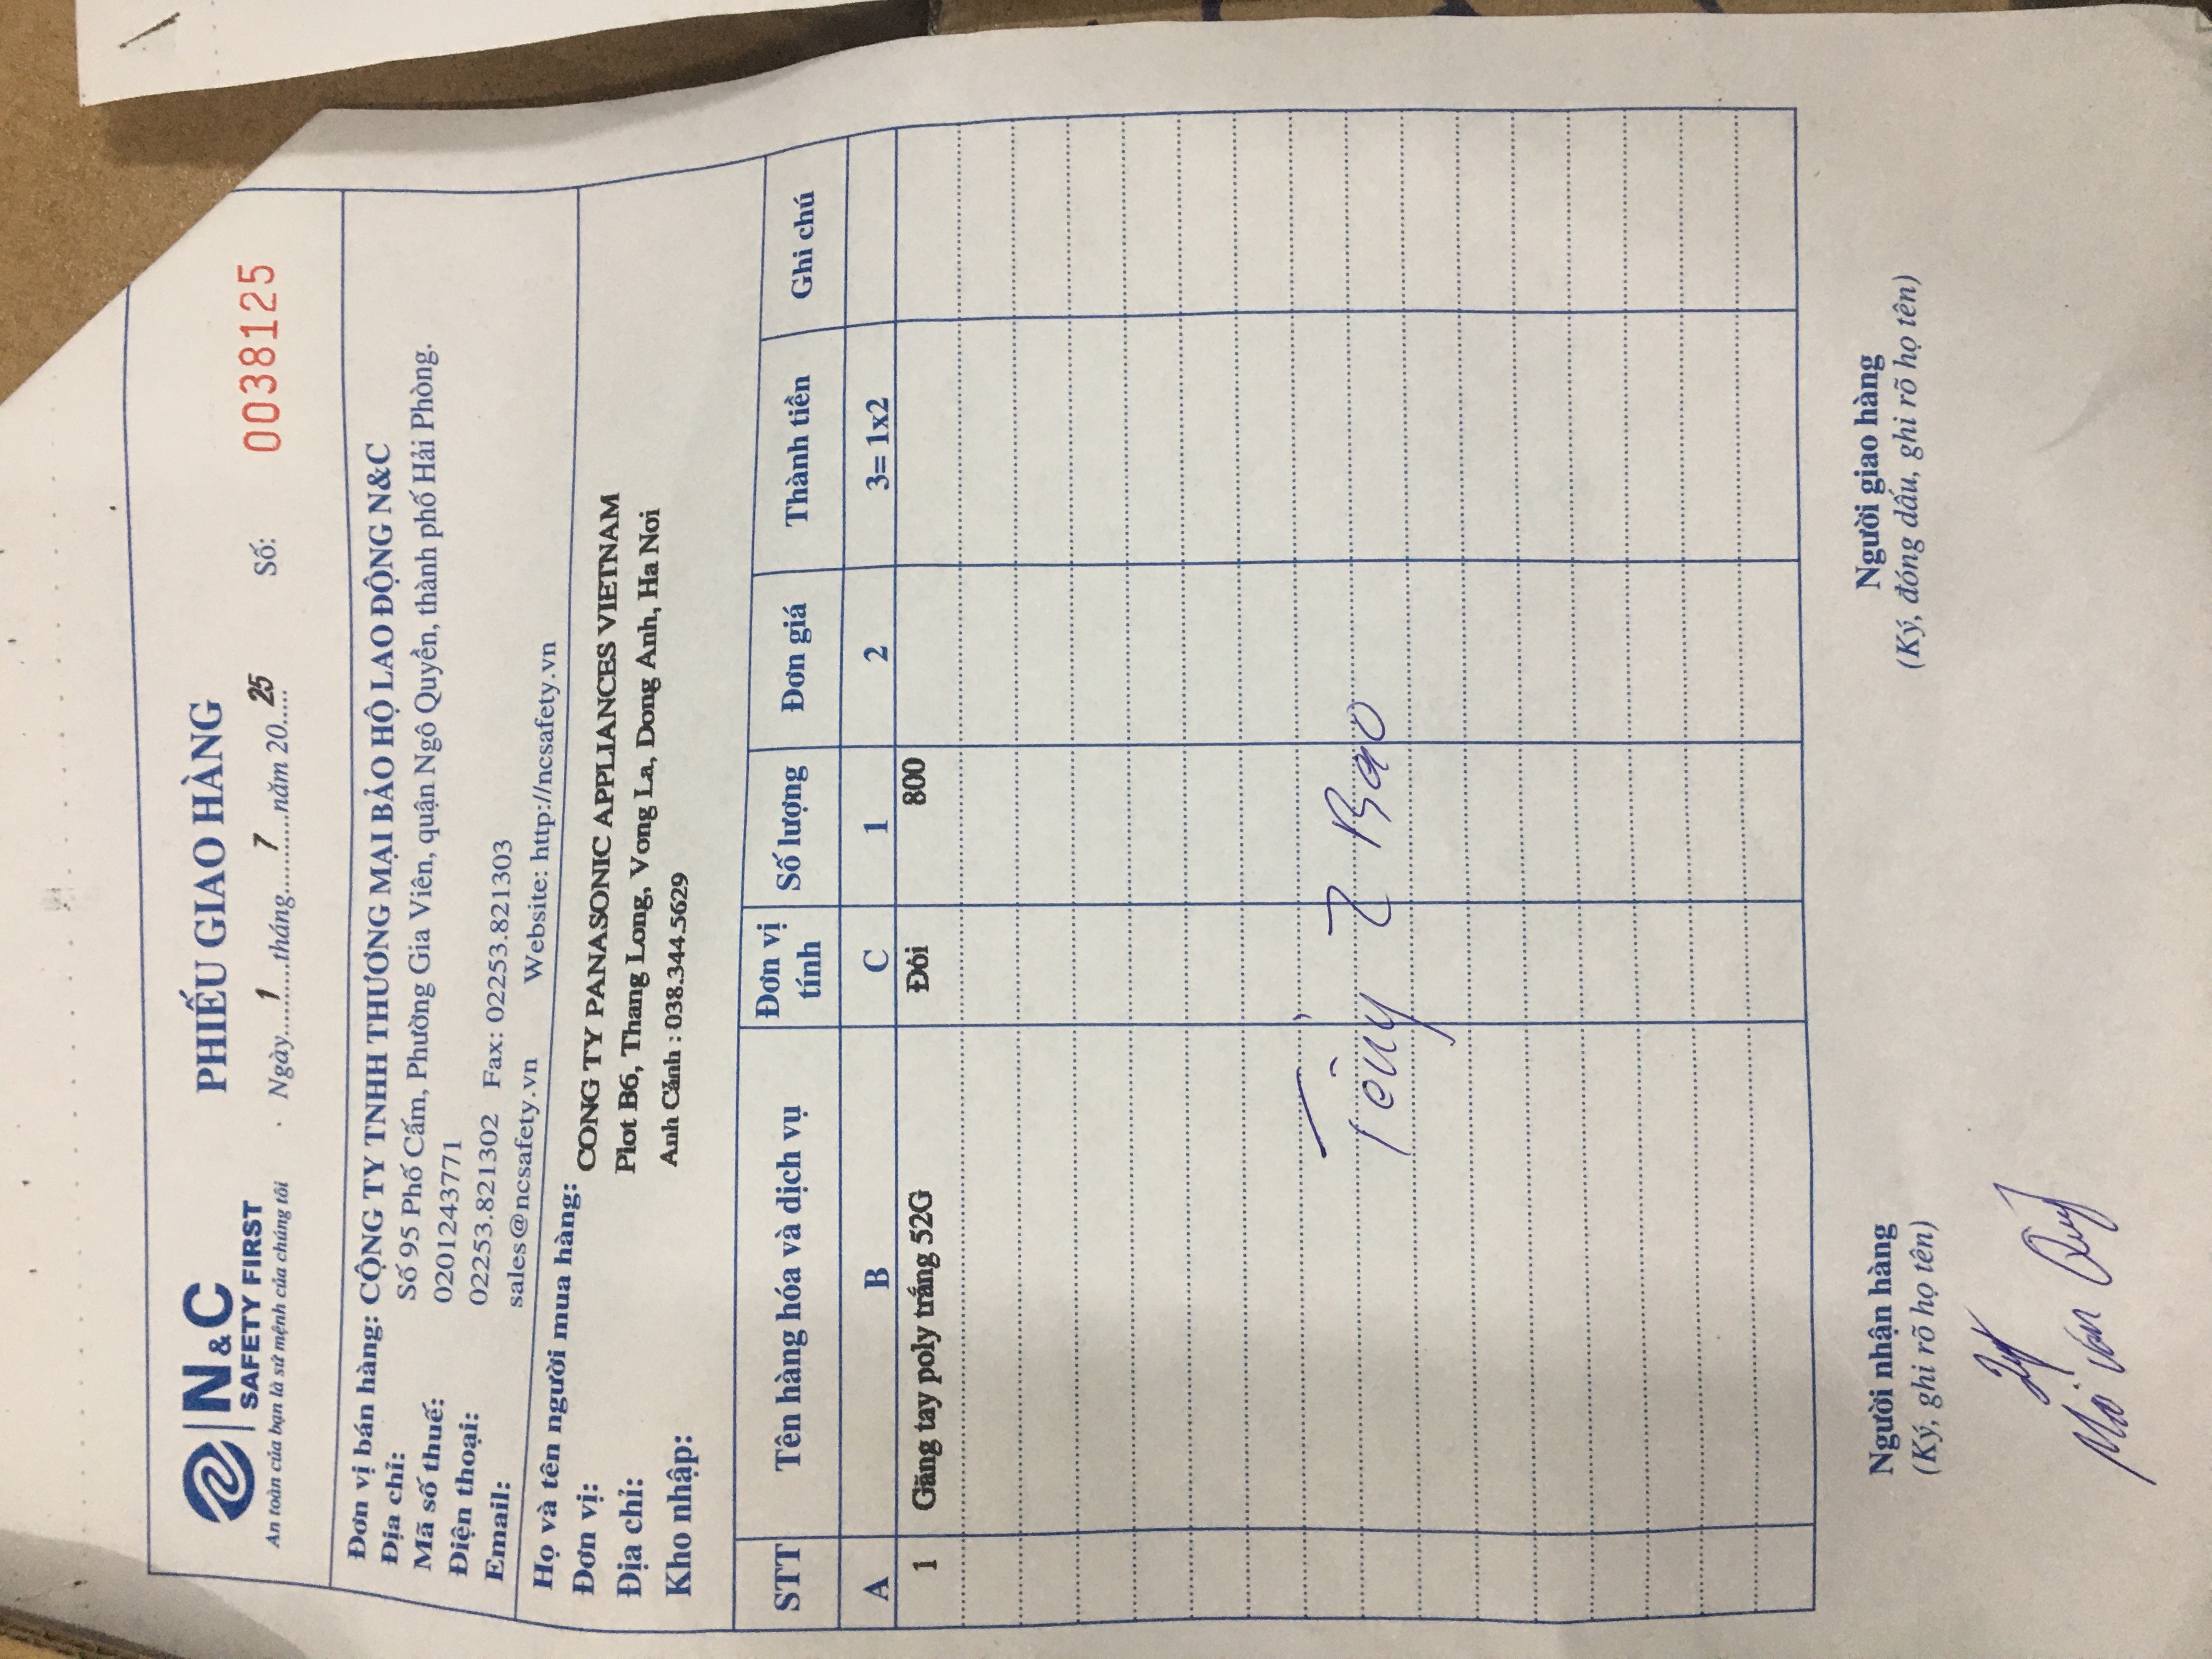 N&C
SAFETY FIRST
An toàn của bạn là sứ mệnh của chúng tôi
PHIẾU GIAO HÀNG
Ngày.....1.....tháng.....7.....năm 20.25... Số: 0038125
Đơn vị bán hàng: CÔNG TY TNHH THƯƠNG MẠI BẢO HỘ LAO ĐỘNG N&C
Địa chỉ: Số 95 Phố Cấm, Phường Gia Viên, quận Ngô Quyền, thành phố Hải Phòng.
Mã số thuế: 0201243771
Điện thoại: 02253.821302 Fax: 02253.821303
Email: sales@ncsafety.vn Website: http://ncsafety.vn
Họ và tên người mua hàng:
Đơn vị: CONG TY PANASONIC APPLIANCES VIETNAM
Địa chỉ: Plot B6, Thang Long, Vong La, Dong Anh, Ha Noi
Kho nhập: Anh Cảnh : 038.344.5629
STT Tên hàng hóa và dịch vụ Đơn vị tính Số lượng Đơn giá Thành tiền Ghi chú
A B C 1 2 3= 1x2
1 Găng tay poly trắng 52G Đôi 800
2 Bao
Người nhận hàng Người giao hàng
(Ký, ghi rõ họ tên) (Ký, đóng dấu, ghi rõ họ tên)
Mai Văn Quý